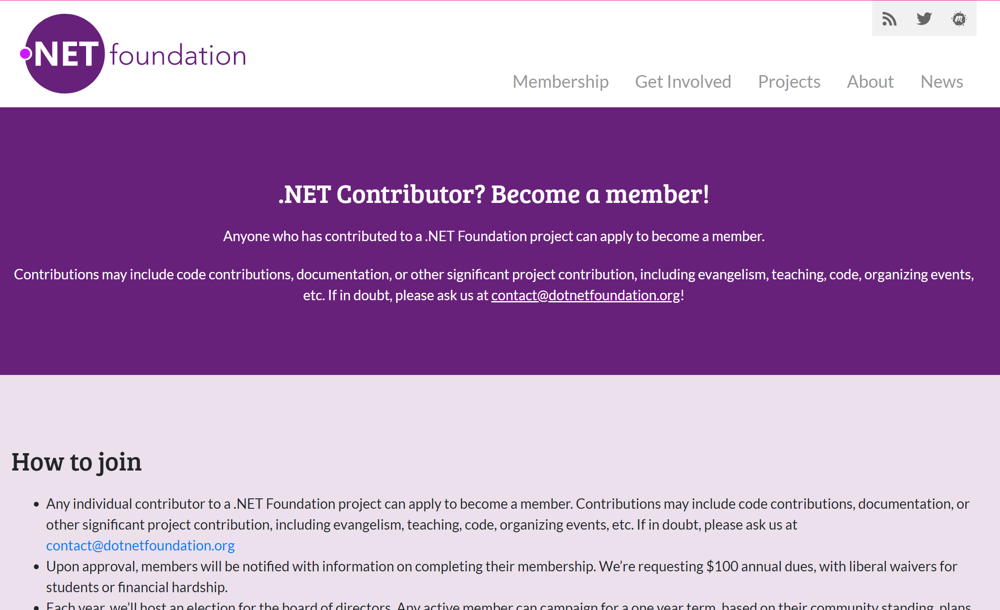 .NET foundation
Membership Get Involved Projects About News
.NET Contributor? Become a member!
Anyone who has contributed to a .NET Foundation project can apply to become a member.
Contributions may include code contributions, documentation, or other significant project contribution, including evangelism, teaching, code, organizing events,
etc. If in doubt, please ask us at contact@dotnetfoundation.org!
How to join
• Any individual contributor to a .NET Foundation project can apply to become a member. Contributions may include code contributions, documentation, or
other significant project contribution, including evangelism, teaching, code, organizing events, etc. If in doubt, please ask us at
contact@dotnetfoundation.org
• Upon approval, members will be notified with information on completing their membership. We’re requesting $100 annual dues, with liberal waivers for
students or financial hardship.
• Each year, we’ll host an election for the board of directors. Any active member can campaign for a one year term, based on their community standing, plans